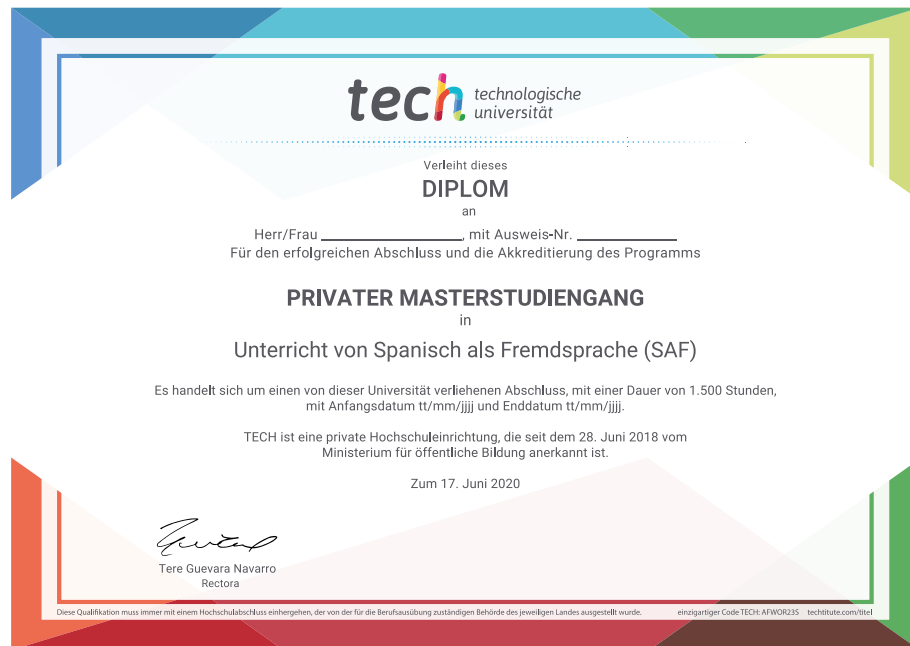 tech technologische
universität
Verleiht dieses
DIPLOM
an
Herr/Frau ________________, mit Ausweis-Nr. ____________
Für den erfolgreichen Abschluss und die Akkreditierung des Programms
PRIVATER MASTERSTUDIENGANG
in
Unterricht von Spanisch als Fremdsprache (SAF)
Es handelt sich um einen von dieser Universität verliehenen Abschluss, mit einer Dauer von 1.500 Stunden,
mit Anfangsdatum tt/mm/jjjj und Enddatum tt/mm/jjjj.
TECH ist eine private Hochschuleinrichtung, die seit dem 28. Juni 2018 vom
Ministerium für öffentliche Bildung anerkannt ist.
Zum 17. Juni 2020
Tere Guevara Navarro
Rectora
Diese Qualifikation muss immer mit einem Hochschulabschluss einhergehen, der von der für die Berufsausübung zuständigen Behörde des jeweiligen Landes ausgestellt wurde. einzigartiger Code TECH: AFWOR23S techtitute.com/titel